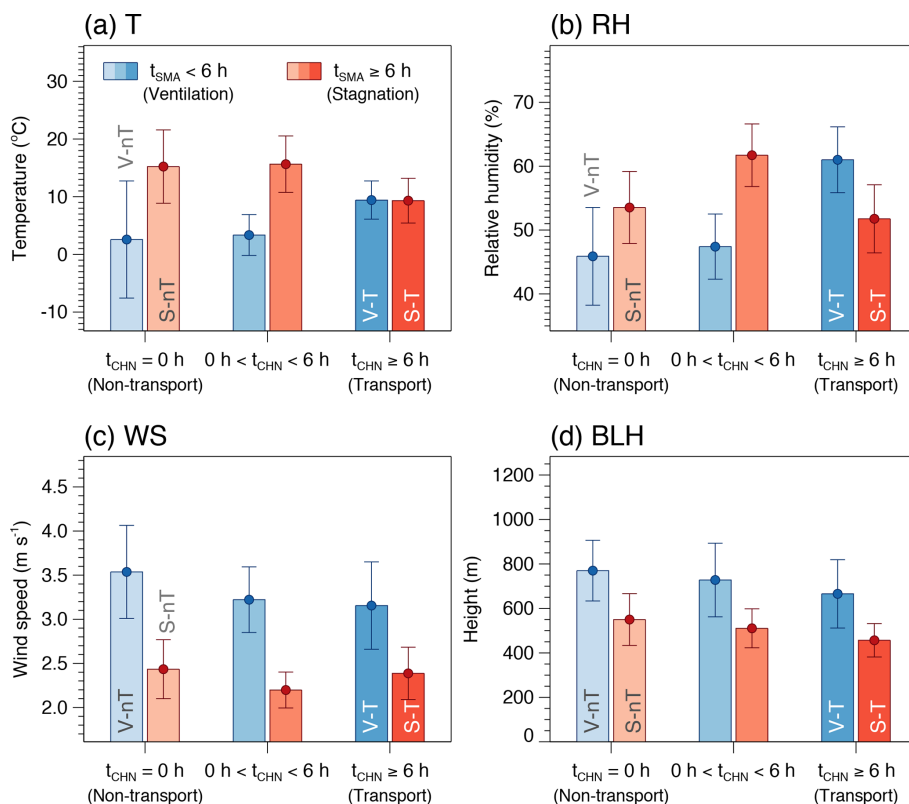 (a) T
t_SMA < 6 h
(Ventilation)
t_SMA ≥ 6 h
(Stagnation)
Temperature (°C)
30
20
10
0
-10
V-nT
S-nT
V-T
S-T
t_CHN = 0 h
(Non-transport)
0 h < t_CHN < 6 h
t_CHN ≥ 6 h
(Transport)
(b) RH
Relative humidity (%)
70
60
50
40
V-nT
S-nT
V-T
S-T
t_CHN = 0 h
(Non-transport)
0 h < t_CHN < 6 h
t_CHN ≥ 6 h
(Transport)
(c) WS
Wind speed (m s⁻¹)
4.5
4.0
3.5
3.0
2.5
2.0
V-nT
S-nT
V-T
S-T
t_CHN = 0 h
(Non-transport)
0 h < t_CHN < 6 h
t_CHN ≥ 6 h
(Transport)
(d) BLH
Height (m)
1200
1000
800
600
400
200
0
V-nT
S-nT
V-T
S-T
t_CHN = 0 h
(Non-transport)
0 h < t_CHN < 6 h
t_CHN ≥ 6 h
(Transport)